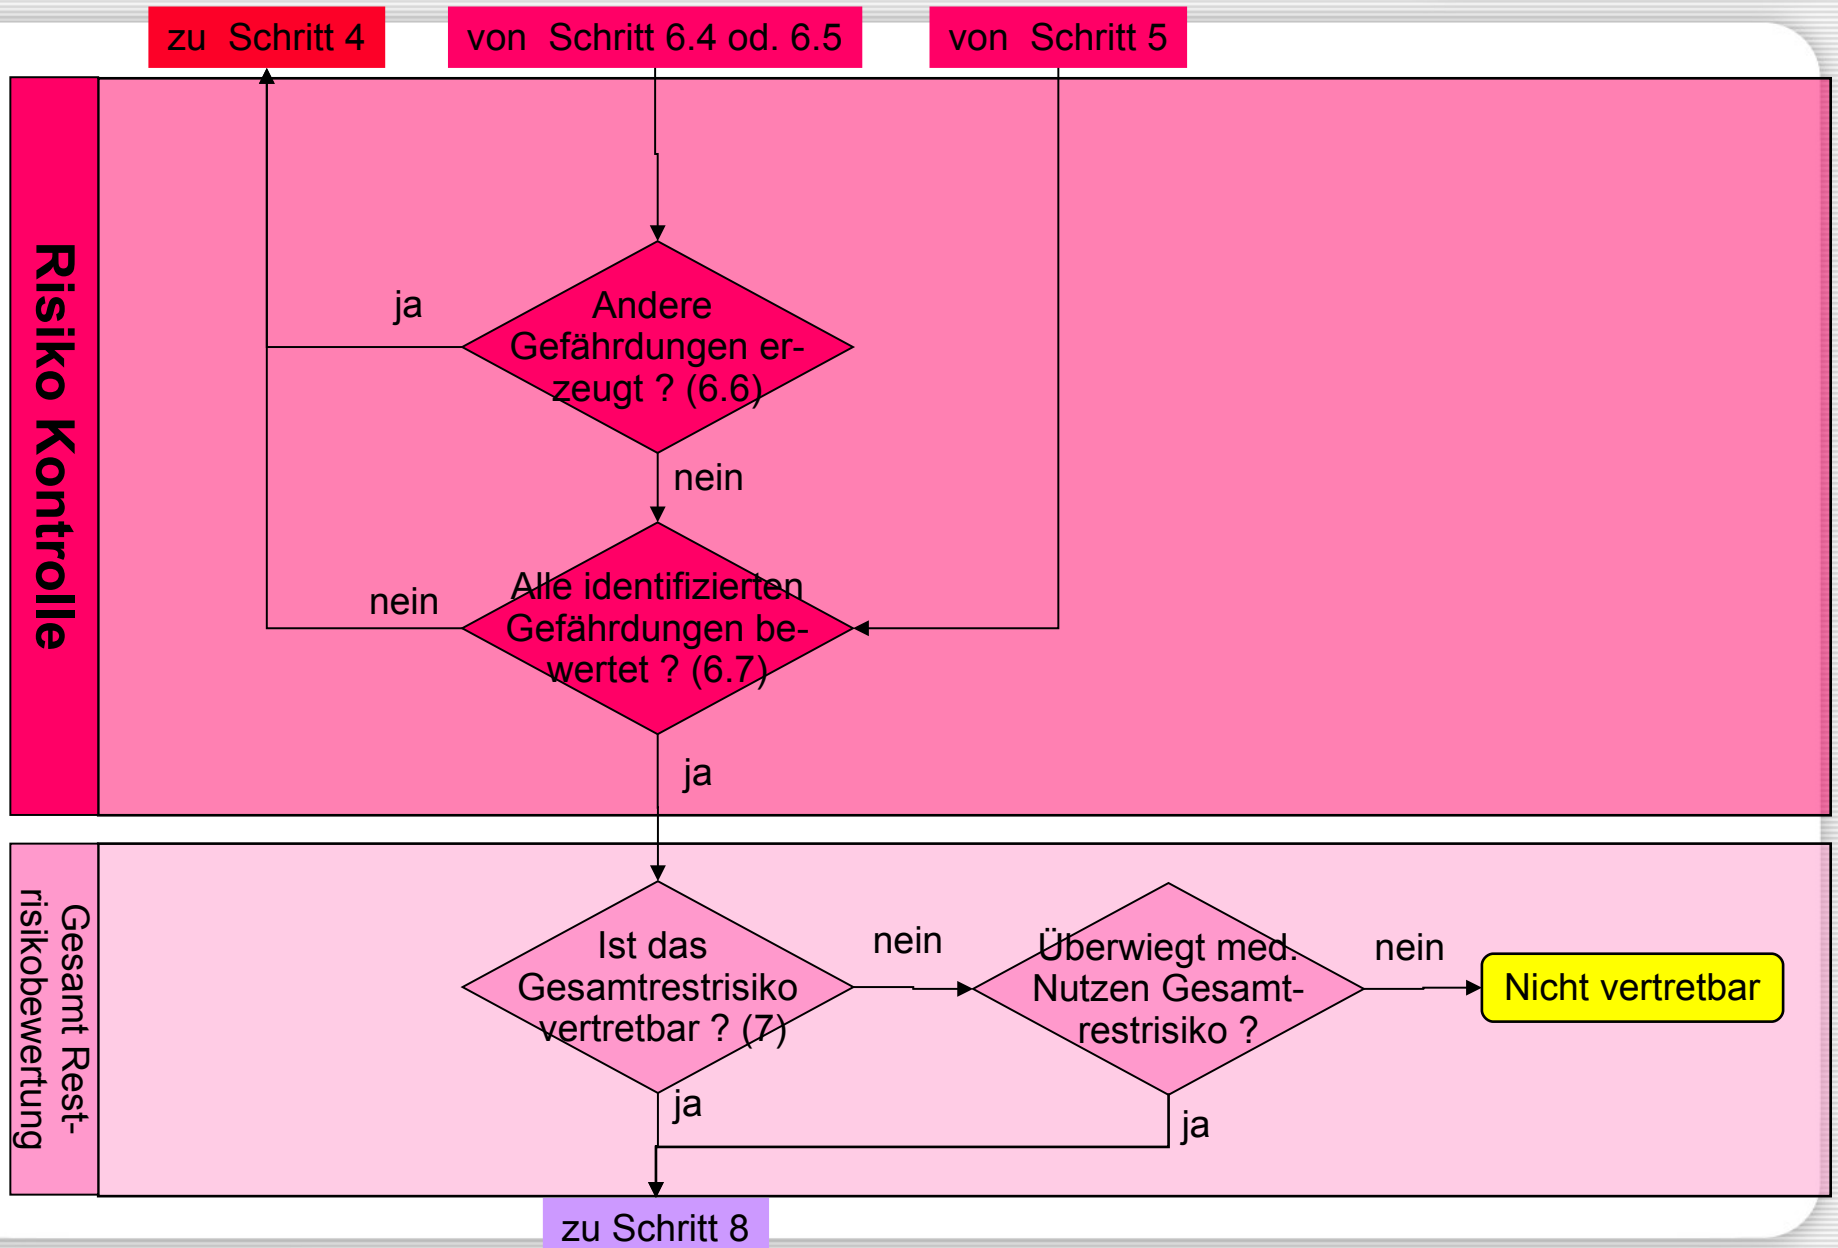 zu Schritt 4
von Schritt 6.4 od. 6.5
von Schritt 5
Risiko Kontrolle
ja
Andere
Gefährdungen er-
zeugt ? (6.6)
nein
nein
Alle identifizierten
Gefährdungen be-
wertet ? (6.7)
ja
Gesamt Rest-
risikobewertung
Ist das
Gesamtrestrisiko
vertretbar ? (7)
nein
Überwiegt med.
Nutzen Gesamt-
restrisiko ?
nein
Nicht vertretbar
ja
ja
zu Schritt 8